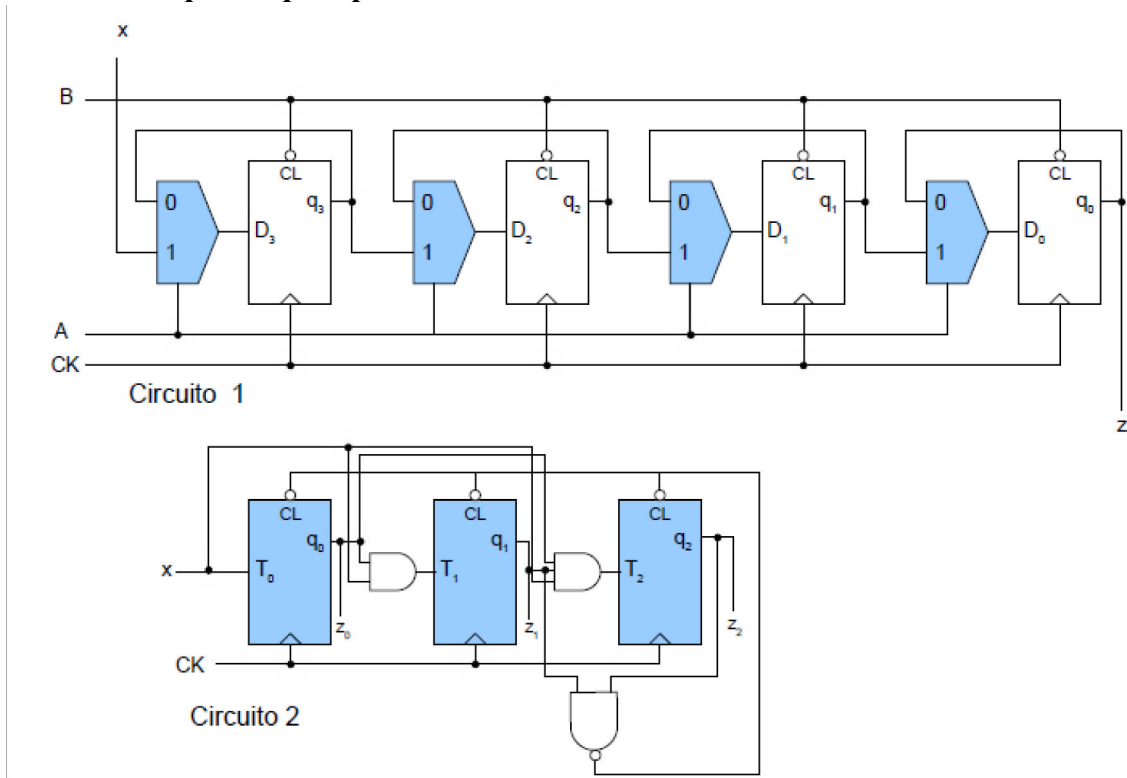 x
B
CL CL CL CL
0 q₃ 0 q₂ 0 q₁ 0 q₀
1 D₃ 1 D₂ 1 D₁ 1 D₀
A
CK
Circuito 1
z
CL CL CL
q₀ q₁ q₂
x T₀ T₁ T₂
z₀ z₁ z₂
CK
Circuito 2